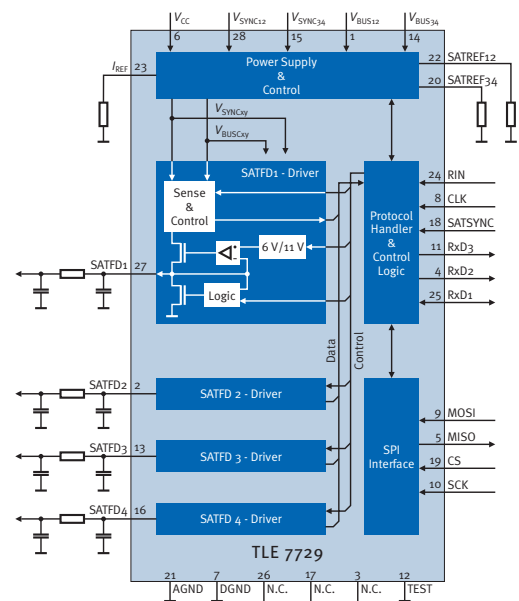 VCC VSYNC12 VSYNC34 VBUS12 VBUS34
6 28 15 1 14
IREF 23
Power Supply
&
Control
22 SATREF12
20 SATREF34
VSYNCxy
VBUSCxy
SATFD1 - Driver
Sense
&
Control
6 V/11 V
Logic
SATFD1 27
Protocol
Handler
&
Control
Logic
24 RIN
8 CLK
18 SATSYNC
11 RxD3
4 RxD2
25 RxD1
Data
Control
SATFD2 2
SATFD 2 - Driver
SATFD3 13
SATFD 3 - Driver
SATFD4 16
SATFD 4 - Driver
SPI
Interface
9 MOSI
5 MISO
19 CS
10 SCK
TLE 7729
21 7 26 17 3 12
AGND DGND N.C. N.C. N.C. TEST